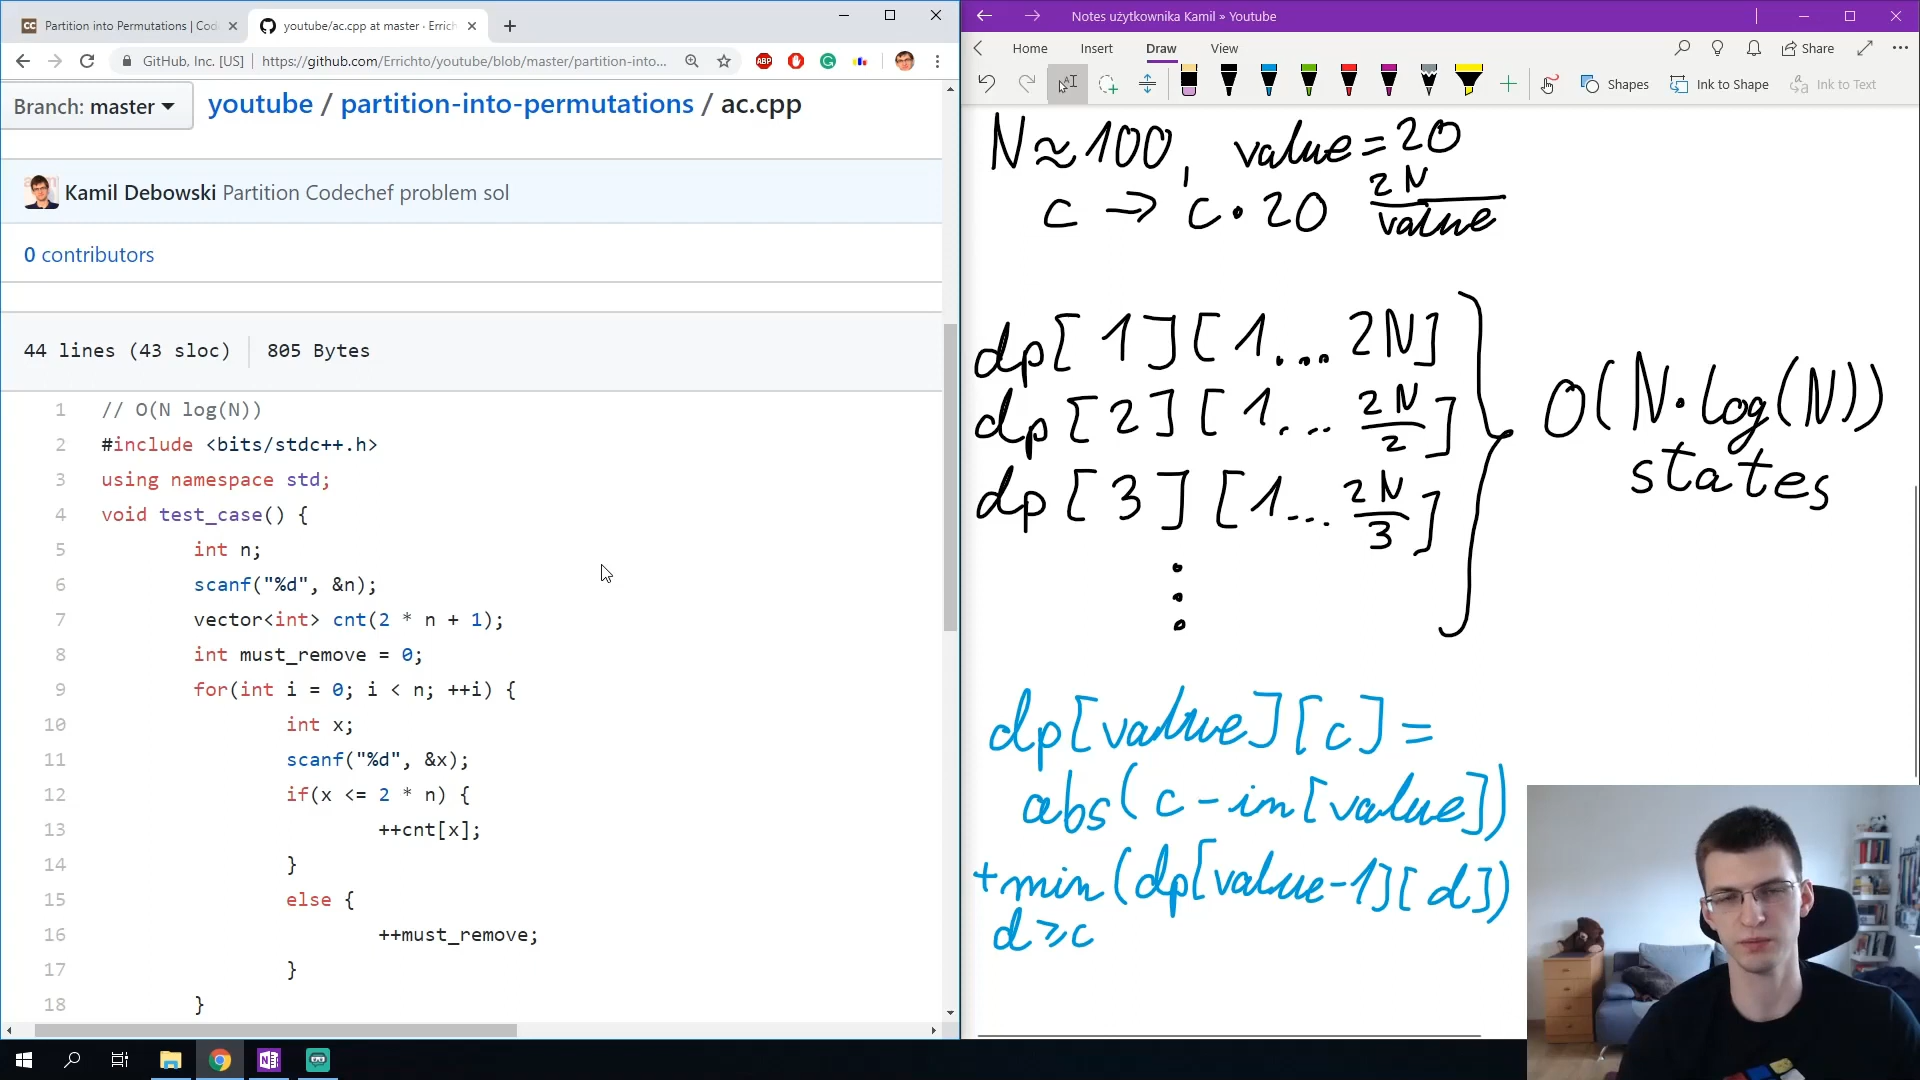 Partition into Permutations | Cod
youtube/ac.cpp at master · Errich
GitHub, Inc. [US] | https://github.com/Errichto/youtube/blob/master/partition-into...
ABP
Branch: master
youtube / partition-into-permutations / ac.cpp
Kamil Debowski Partition Codechef problem sol
0 contributors
44 lines (43 sloc) 805 Bytes
1 // O(N log(N))
2 #include <bits/stdc++.h>
3 using namespace std;
4 void test_case() {
5 int n;
6 scanf("%d", &n);
7 vector<int> cnt(2 * n + 1);
8 int must_remove = 0;
9 for(int i = 0; i < n; ++i) {
10 int x;
11 scanf("%d", &x);
12 if(x <= 2 * n) {
13 ++cnt[x];
14 }
15 else {
16 ++must_remove;
17 }
18 }
Notes użytkownika Kamil » Youtube
Home Insert Draw View
Share
Shapes Ink to Shape Ink to Text
N≈100, value=20
c → c·20 2N/value
dp[1][1...2N]
dp[2][1...2N/2]
dp[3][1...2N/3]
O(N·log(N))
states
dp[value][c]=
abs(c-in[value])
+min(dp[value-1][d])
d≥c